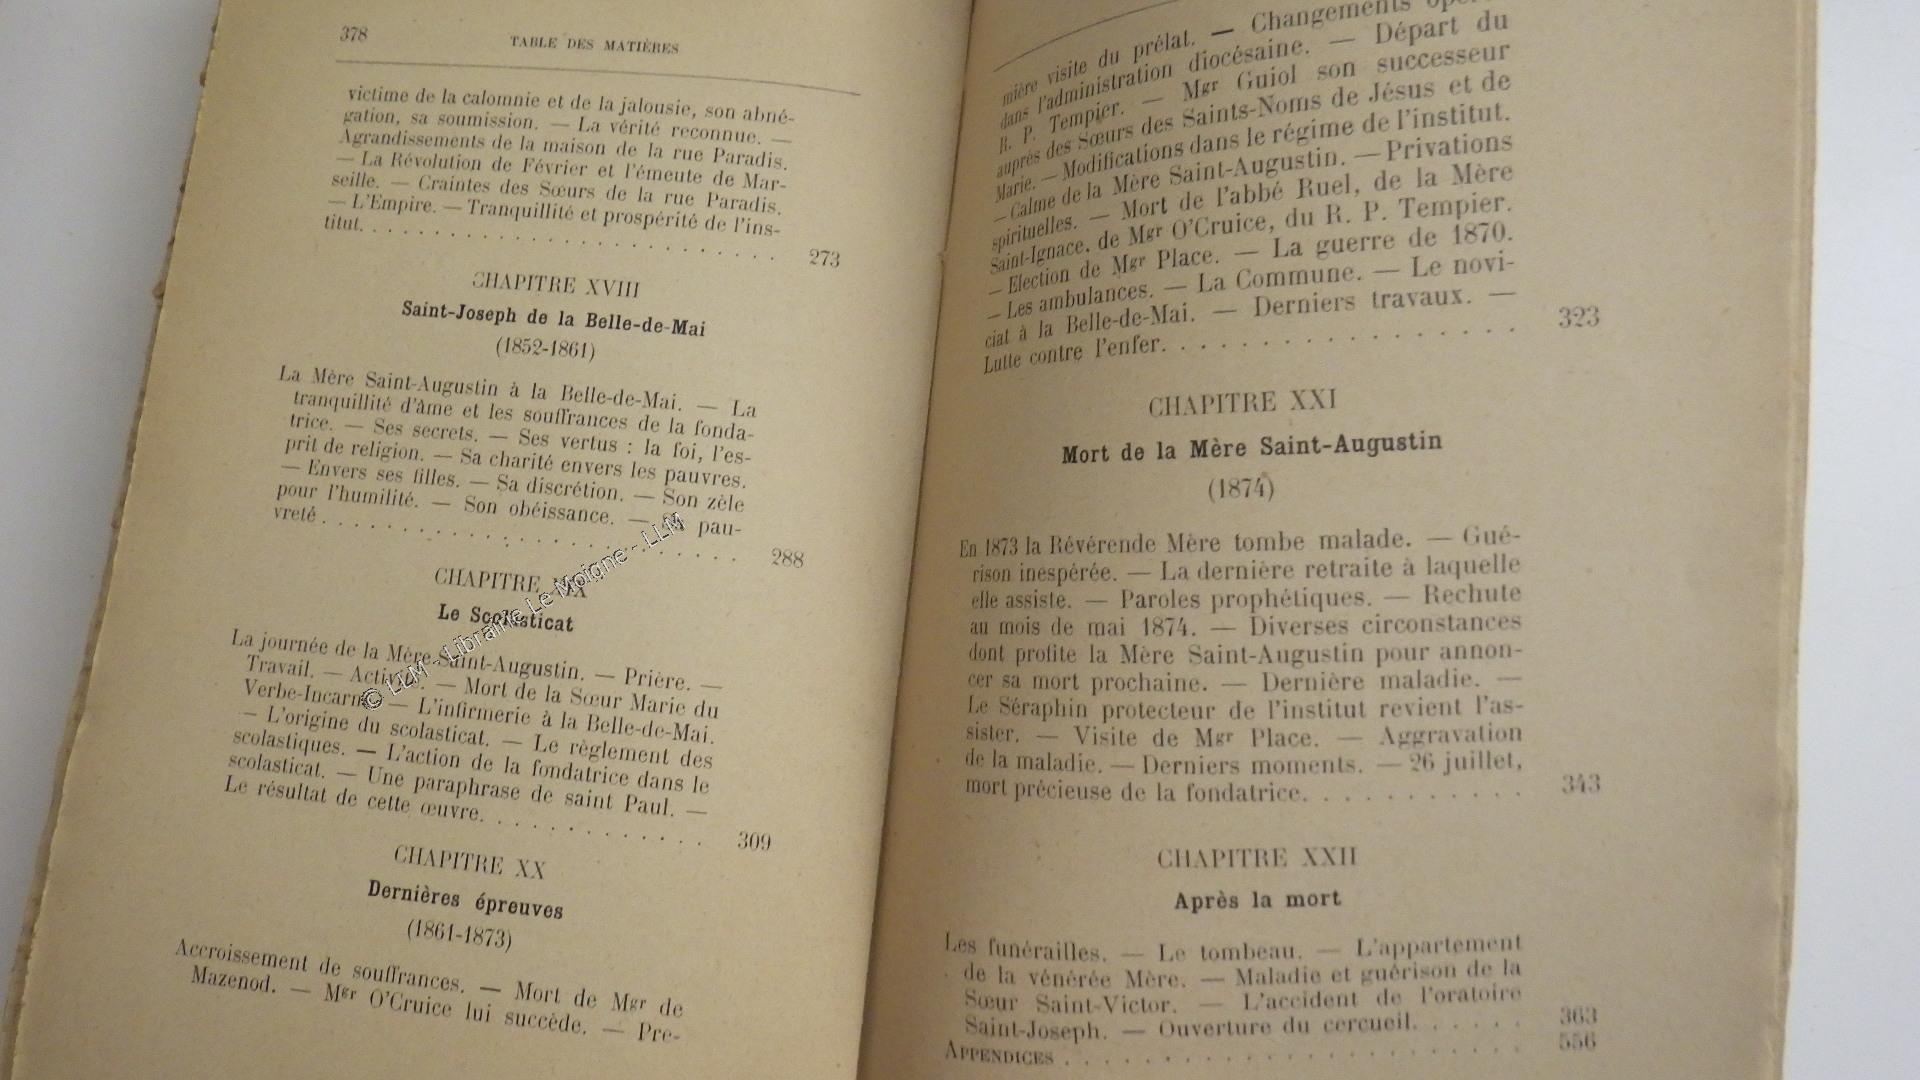 378
TABLE DES MATIÈRES
victime de la calomnie et de la jalousie, son abné-
gation, sa soumission. — La vérité reconnue. —
Agrandissements de la maison de la rue Paradis.
— La Révolution de Février et l'émeute de Mar-
seille. — Craintes des Sœurs de la rue Paradis.
— L'Empire. — Tranquillité et prospérité de l'ins-
titut. . . . . . . . . . . . . . . . . . . . . . 273
CHAPITRE XVIII
Saint-Joseph de la Belle-de-Mai
(1852-1861)
La Mère Saint-Augustin à la Belle-de-Mai. — La
tranquillité d'âme et les souffrances de la fonda-
trice. — Ses secrets. — Ses vertus : la foi, l'es-
prit de religion. — Sa charité envers les pauvres.
— Envers ses filles. — Sa discrétion. — Son zèle
pour l'humilité. — Son obéissance. — Sa pau-
vreté . . . . . . . . . . . . . . . . . . . . . . 288
CHAPITRE XIX
Le Scolasticat
La journée de la Mère Saint-Augustin. — Prière. —
Travail. — Activité. — Mort de la Sœur Marie du
Verbe-Incarné. — L'infirmerie à la Belle-de-Mai.
— L'origine du scolasticat. — Le règlement des
scolastiques. — L'action de la fondatrice dans le
scolasticat. — Une paraphrase de saint Paul. —
Le résultat de cette œuvre. . . . . . . . . . . . 309
CHAPITRE XX
Dernières épreuves
(1861-1873)
Accroissement de souffrances. — Mort de Mgr de
Mazenod. — Mgr O'Cruice lui succède. — Pre-
© LLM - Librairie Le Moigne - LLM
mière visite du prélat. — Changements
dans l'administration diocésaine. — Départ du
R. P. Tempier. — Mgr Guiol son successeur
auprès des Sœurs des Saints-Noms de Jésus et de
Marie. — Modifications dans le régime de l'institut.
— Calme de la Mère Saint-Augustin. — Privations
spirituelles. — Mort de l'abbé Ruel, de la Mère
Saint-Ignace, de Mgr O'Cruice, du R. P. Tempier.
— Election de Mgr Place. — La guerre de 1870.
— Les ambulances. — La Commune. — Le novi-
ciat à la Belle-de-Mai. — Derniers travaux. —
Lutte contre l'enfer. . . . . . . . . . . . . . . 323
CHAPITRE XXI
Mort de la Mère Saint-Augustin
(1874)
En 1873 la Révérende Mère tombe malade. — Gué-
rison inespérée. — La dernière retraite à laquelle
elle assiste. — Paroles prophétiques. — Rechute
au mois de mai 1874. — Diverses circonstances
dont profite la Mère Saint-Augustin pour annon-
cer sa mort prochaine. — Dernière maladie. —
Le Séraphin protecteur de l'institut revient l'as-
sister. — Visite de Mgr Place. — Aggravation
de la maladie. — Derniers moments. — 26 juillet,
mort précieuse de la fondatrice. . . . . . . . . . 343
CHAPITRE XXII
Après la mort
Les funérailles. — Le tombeau. — L'appartement
de la vénérée Mère. — Maladie et guérison de la
Sœur Saint-Victor. — L'accident de l'oratoire
Saint-Joseph. — Ouverture du cercueil. . . . . . 363
APPENDICES . . . . . . . . . . . . . . . . . . . 556